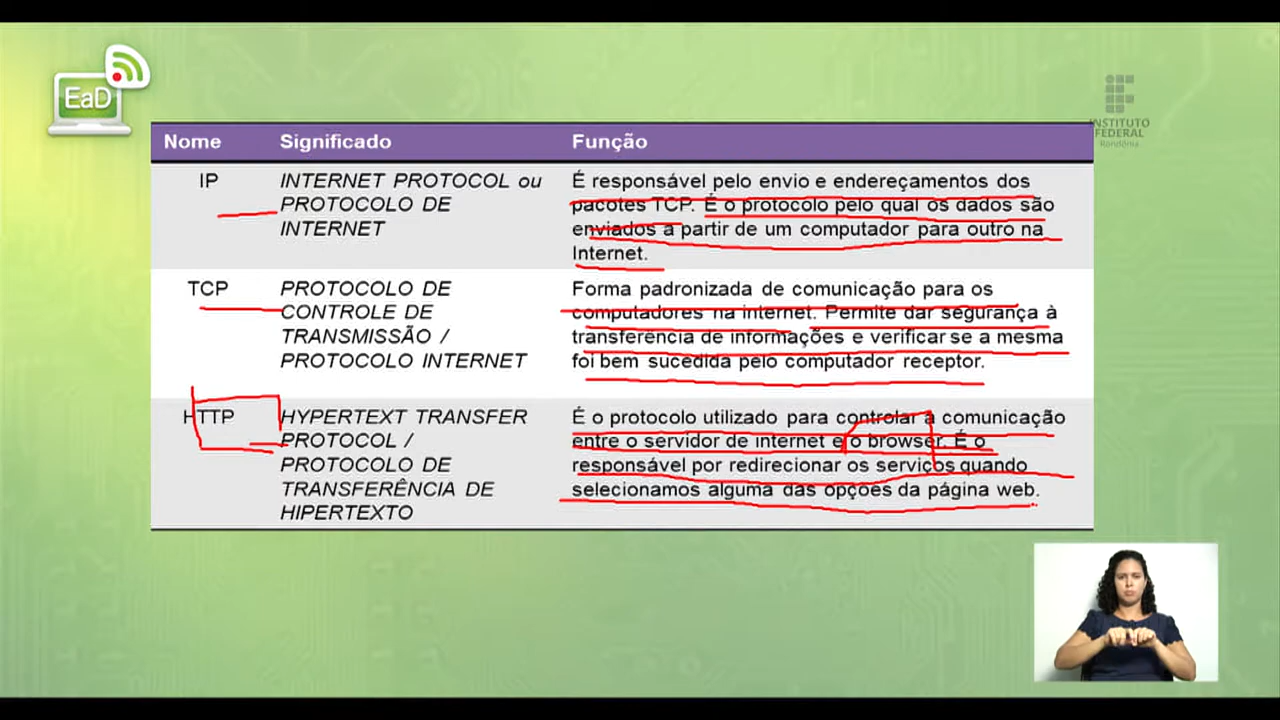 EaD
INSTITUTO
FEDERAL
Rondônia
Nome Significado Função
IP INTERNET PROTOCOL ou É responsável pelo envio e endereçamentos dos
PROTOCOLO DE pacotes TCP. É o protocolo pelo qual os dados são
INTERNET enviados a partir de um computador para outro na
Internet.
TCP PROTOCOLO DE Forma padronizada de comunicação para os
CONTROLE DE computadores na internet. Permite dar segurança à
TRANSMISSÃO / transferência de informações e verificar se a mesma
PROTOCOLO INTERNET foi bem sucedida pelo computador receptor.
HTTP HYPERTEXT TRANSFER É o protocolo utilizado para controlar a comunicação
PROTOCOL / entre o servidor de internet e o browser. É o
PROTOCOLO DE responsável por redirecionar os serviços quando
TRANSFERÊNCIA DE selecionamos alguma das opções da página web.
HIPERTEXTO